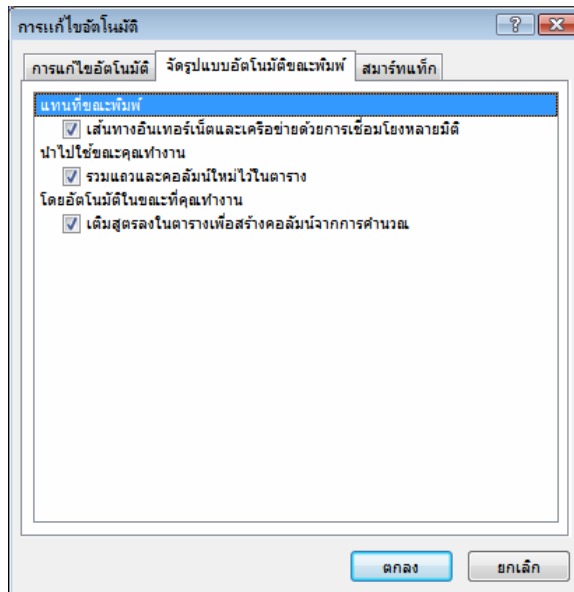 การแก้ไขอัตโนมัติ
การแก้ไขอัตโนมัติ จัดรูปแบบอัตโนมัติขณะพิมพ์ สมาร์ทแท็ก
แทนที่ขณะพิมพ์
เส้นทางอินเทอร์เน็ตและเครือข่ายด้วยการเชื่อมโยงหลายมิติ
นำไปใช้ขณะคุณทำงาน
รวมแถวและคอลัมน์ใหม่ไว้ในตาราง
โดยอัตโนมัติในขณะที่คุณทำงาน
เติมสูตรลงในตารางเพื่อสร้างคอลัมน์จากการคำนวณ
ตกลง ยกเลิก